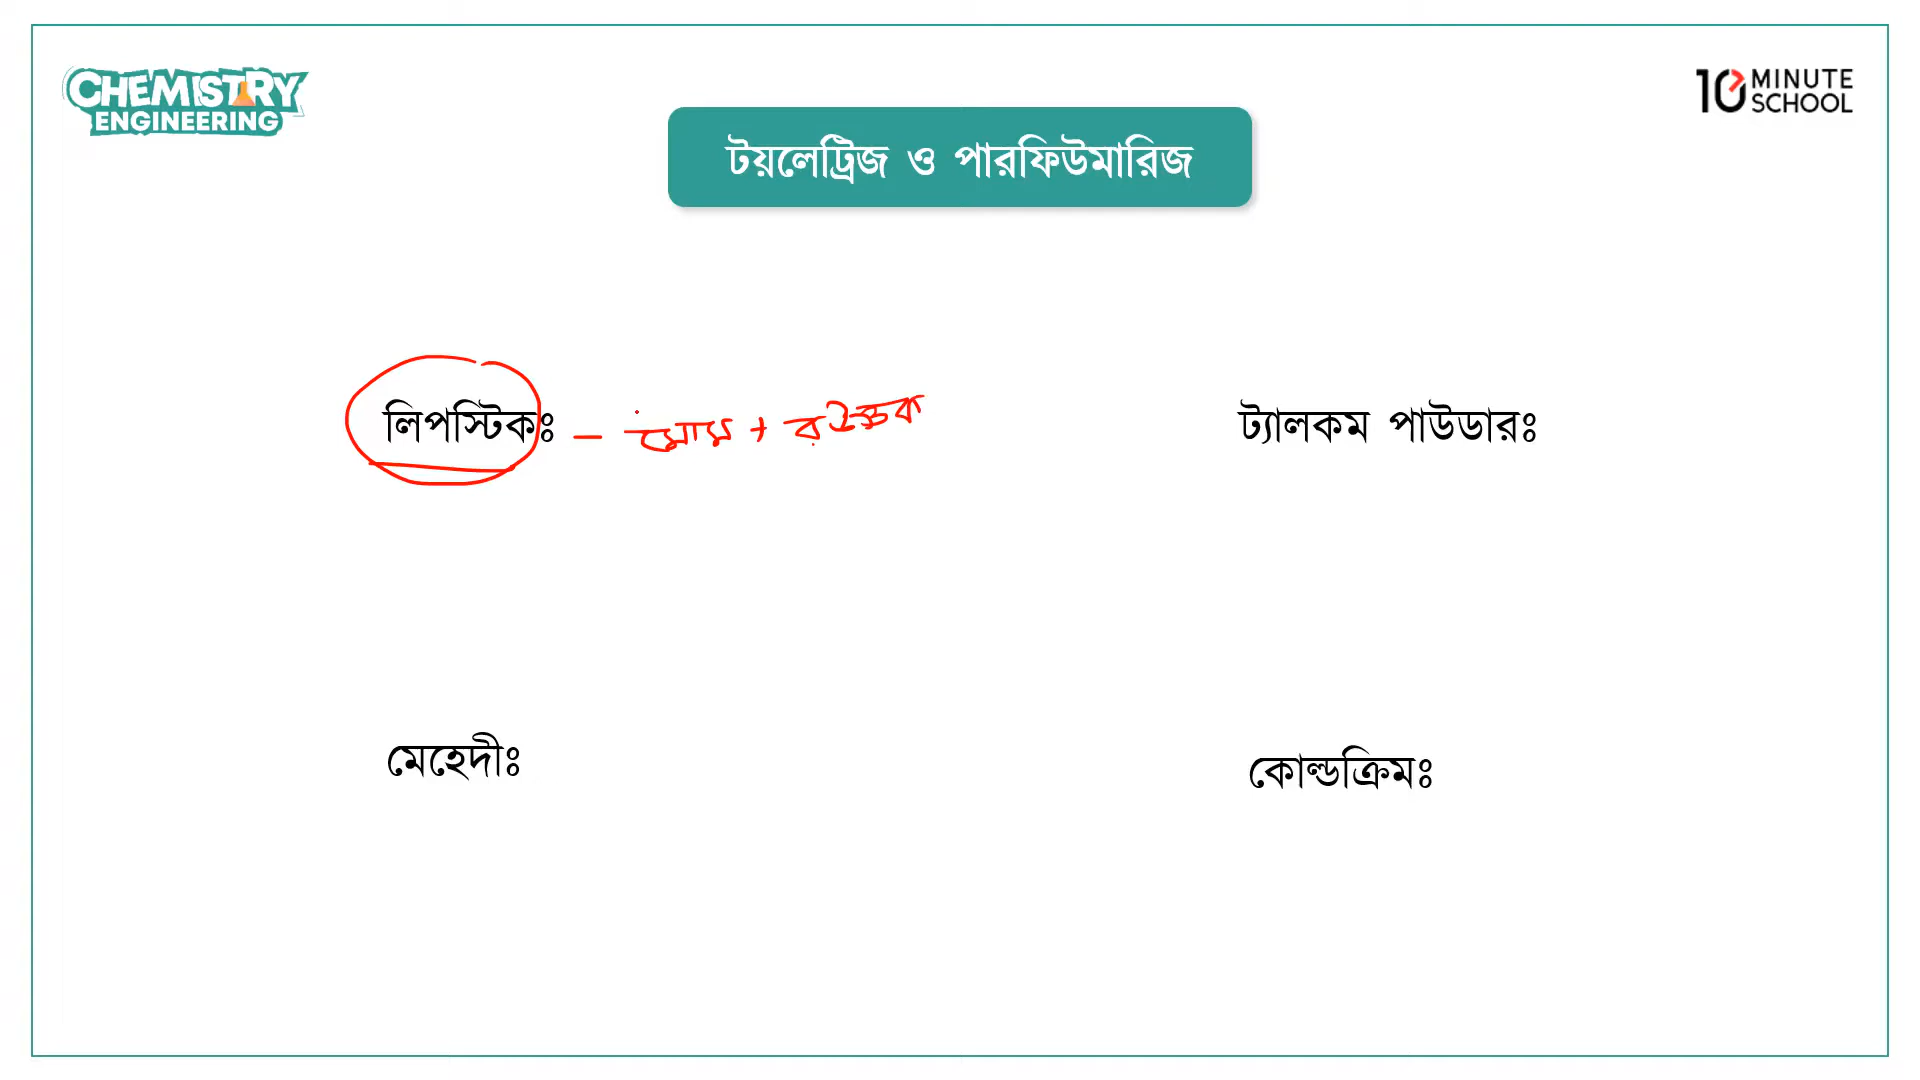 CHEMISTRY
ENGINEERING
10 MINUTE
SCHOOL
টয়লেট্রিজ ও পারফিউমারিজ
লিপস্টিকঃ – মোম + রঞ্জক
ট্যালকম পাউডারঃ
মেহেদীঃ
কোল্ডক্রিমঃ